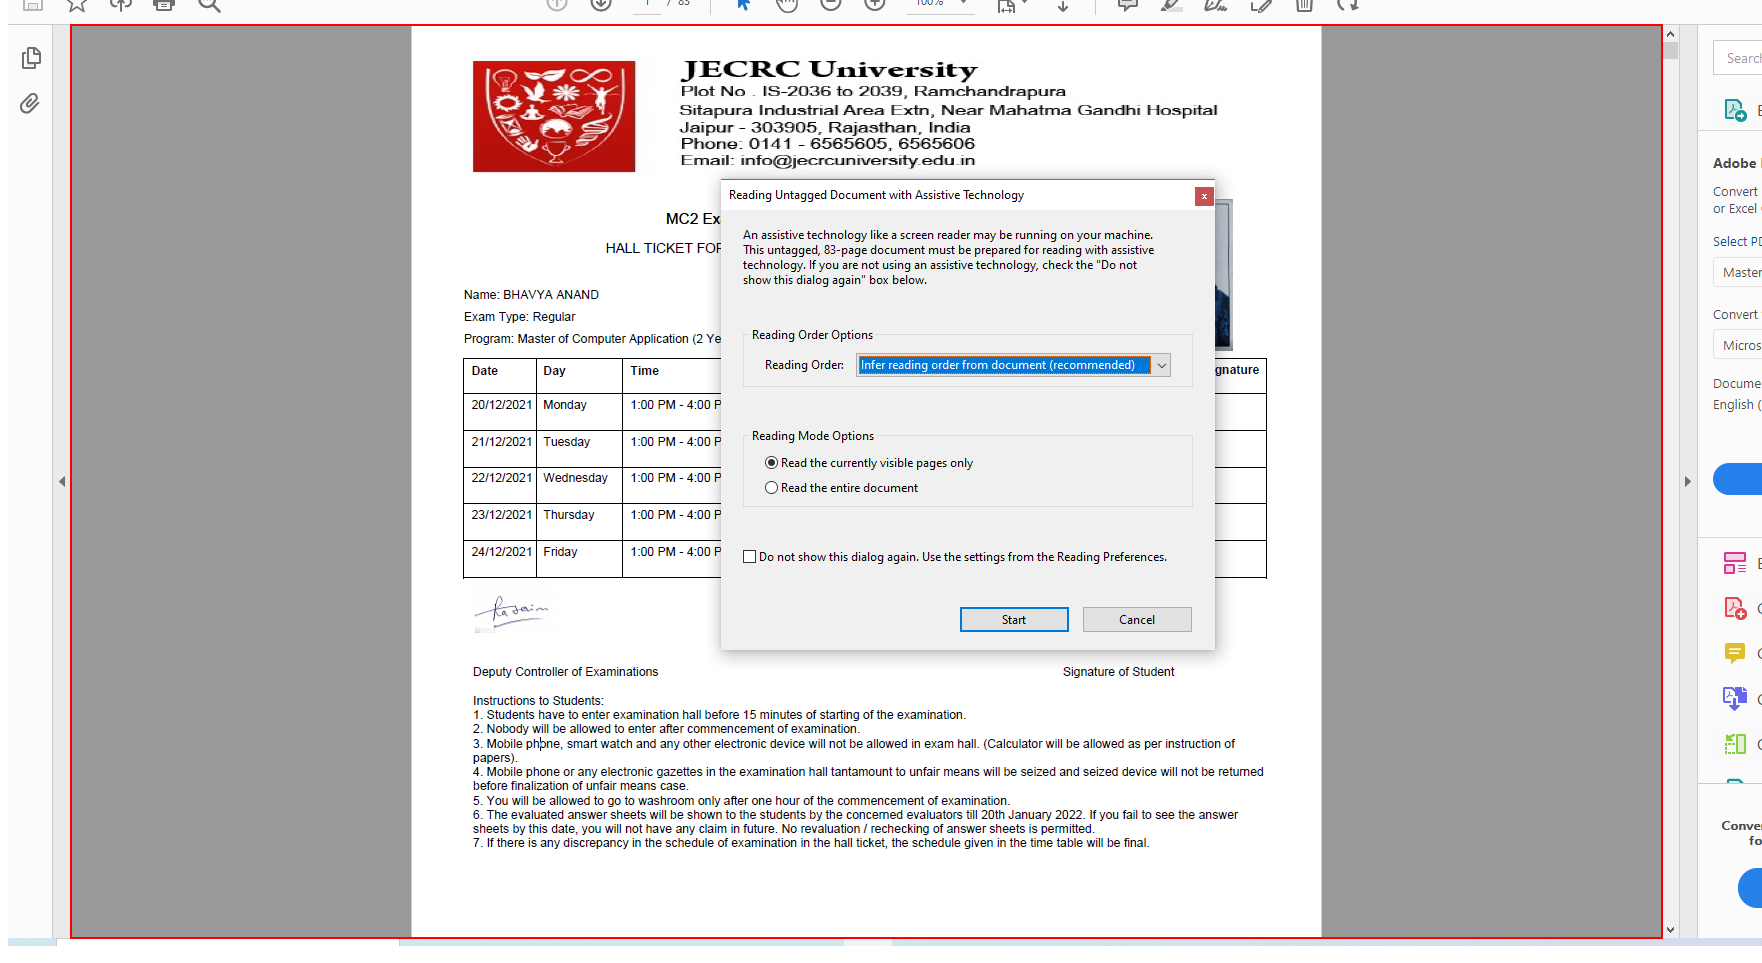 1 / 83
100%
JECRC University
Plot No . IS-2036 to 2039, Ramchandrapura
Sitapura Industrial Area Extn, Near Mahatma Gandhi Hospital
Jaipur - 303905, Rajasthan, India
Phone: 0141 - 6565605, 6565606
Email: info@jecrcuniversity.edu.in
MC2 Ex
HALL TICKET FOR
Name: BHAVYA ANAND
Exam Type: Regular
Program: Master of Computer Application (2 Ye
Date Day Time gnature
20/12/2021 Monday 1:00 PM - 4:00 P
21/12/2021 Tuesday 1:00 PM - 4:00 P
22/12/2021 Wednesday 1:00 PM - 4:00 P
23/12/2021 Thursday 1:00 PM - 4:00 P
24/12/2021 Friday 1:00 PM - 4:00 P
Deputy Controller of Examinations Signature of Student
Instructions to Students:
1. Students have to enter examination hall before 15 minutes of starting of the examination.
2. Nobody will be allowed to enter after commencement of examination.
3. Mobile phone, smart watch and any other electronic device will not be allowed in exam hall. (Calculator will be allowed as per instruction of
papers).
4. Mobile phone or any electronic gazettes in the examination hall tantamount to unfair means will be seized and seized device will not be returned
before finalization of unfair means case.
5. You will be allowed to go to washroom only after one hour of the commencement of examination.
6. The evaluated answer sheets will be shown to the students by the concerned evaluators till 20th January 2022. If you fail to see the answer
sheets by this date, you will not have any claim in future. No revaluation / rechecking of answer sheets is permitted.
7. If there is any discrepancy in the schedule of examination in the hall ticket, the schedule given in the time table will be final.
Reading Untagged Document with Assistive Technology
x
An assistive technology like a screen reader may be running on your machine.
This untagged, 83-page document must be prepared for reading with assistive
technology. If you are not using an assistive technology, check the "Do not
show this dialog again" box below.
Reading Order Options
Reading Order: Infer reading order from document (recommended)
Reading Mode Options
Read the currently visible pages only
Read the entire document
Do not show this dialog again. Use the settings from the Reading Preferences.
Start Cancel
Search
Adobe
Convert
or Excel
Select PD
Master
Convert
Micros
Docume
English (
Conver
fo